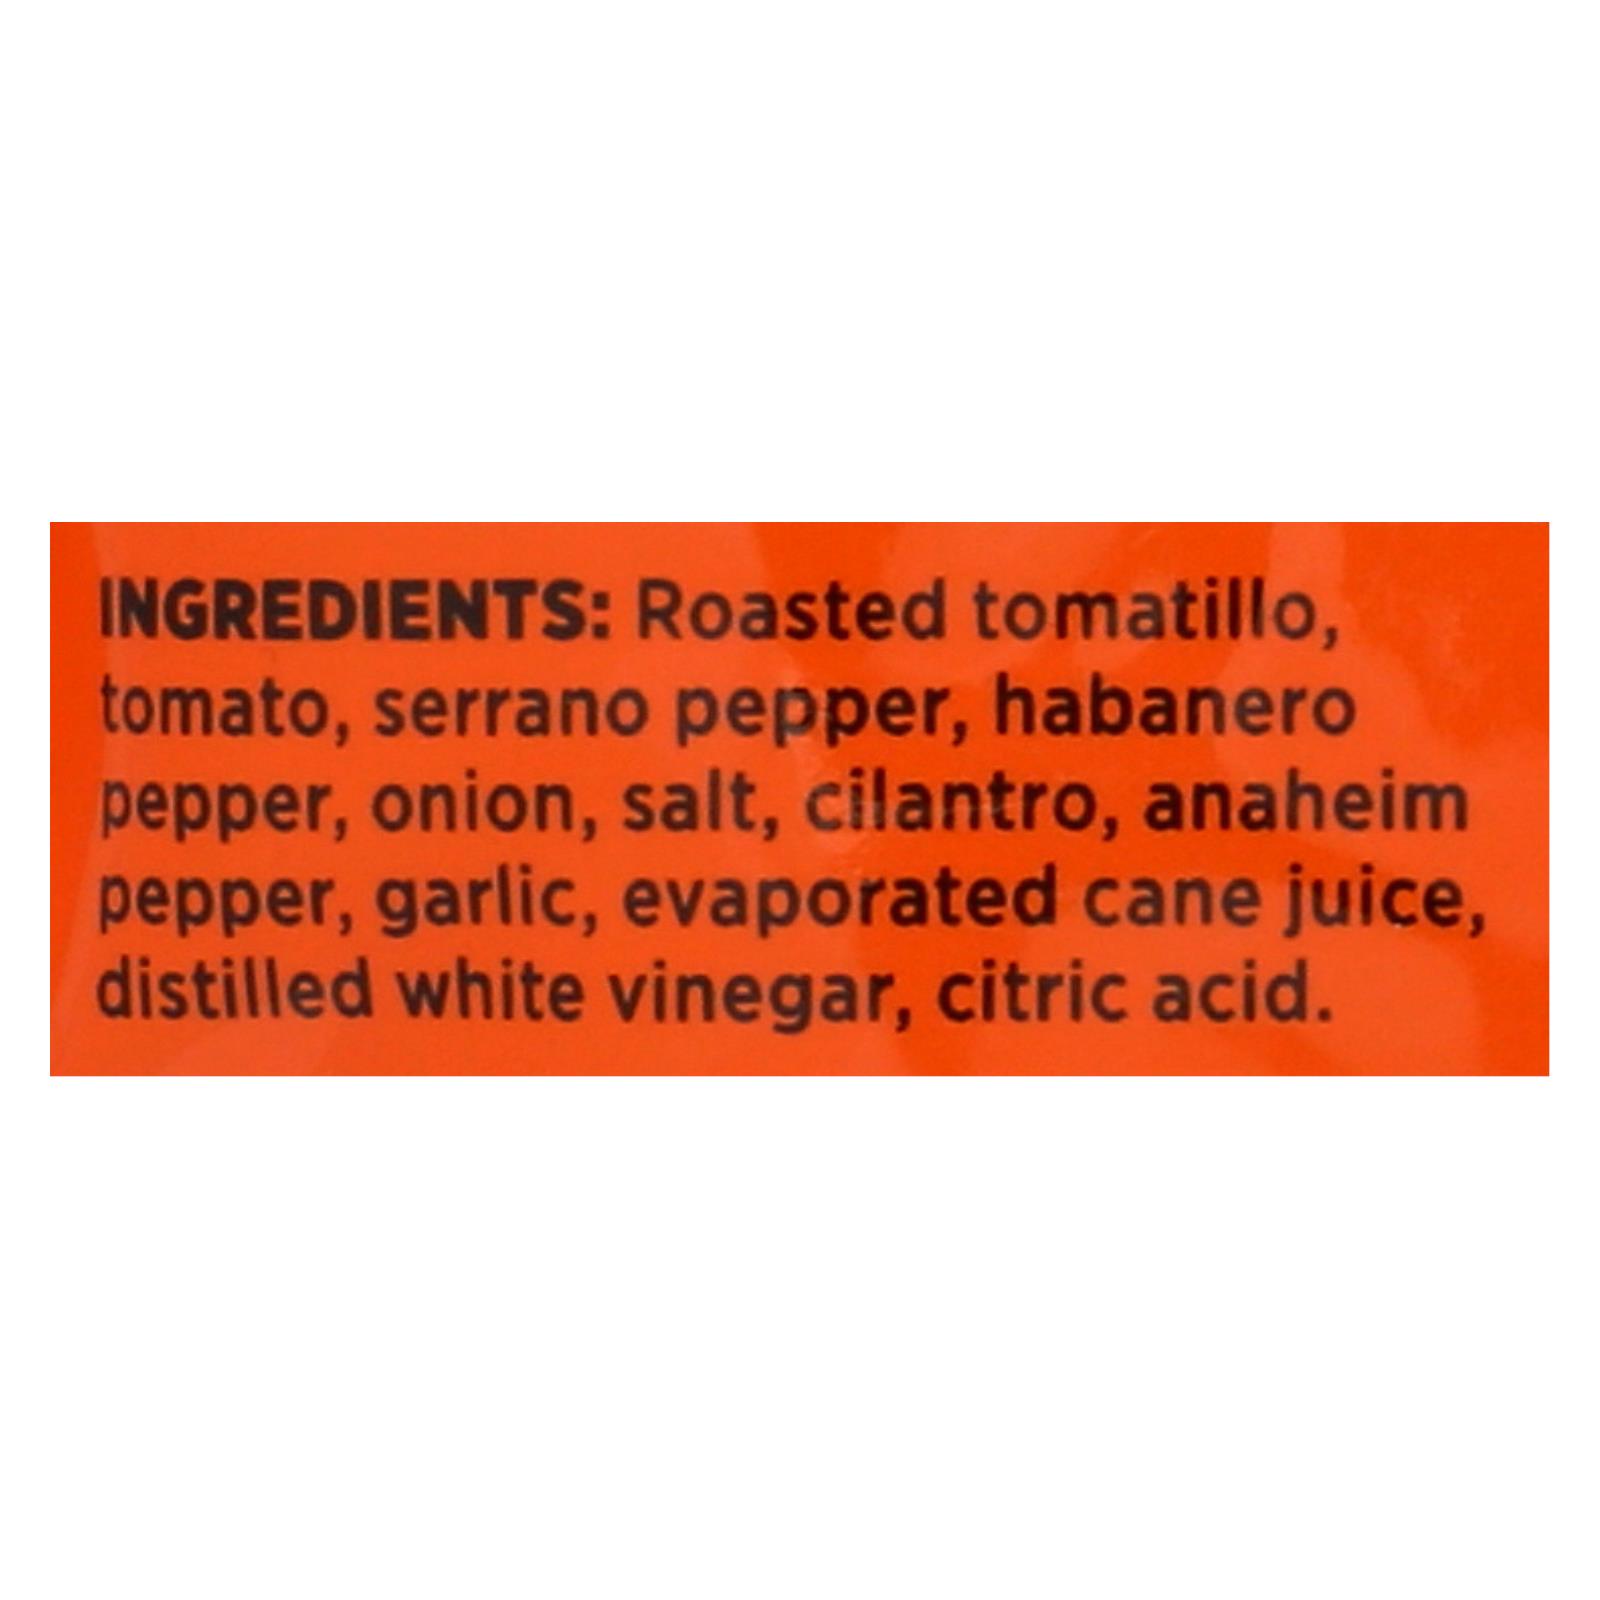 INGREDIENTS: Roasted tomatillo,
tomato, serrano pepper, habanero
pepper, onion, salt, cilantro, anaheim
pepper, garlic, evaporated cane juice,
distilled white vinegar, citric acid.